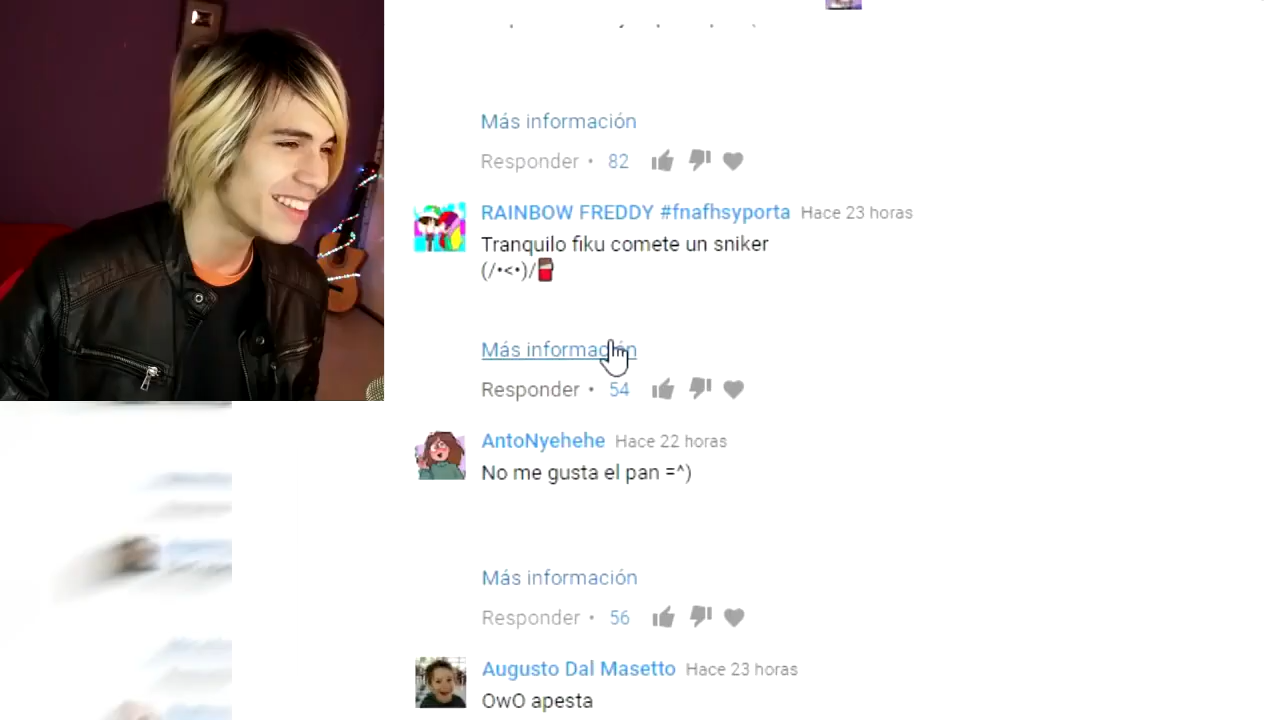 Más información
Responder • 82
RAINBOW FREDDY #fnafhsyporta Hace 23 horas
Tranquilo fiku comete un sniker
(/•<•)/
Más información
Responder • 54
AntoNyehehe Hace 22 horas
No me gusta el pan =^)
Más información
Responder • 56
Augusto Dal Masetto Hace 23 horas
OwO apesta